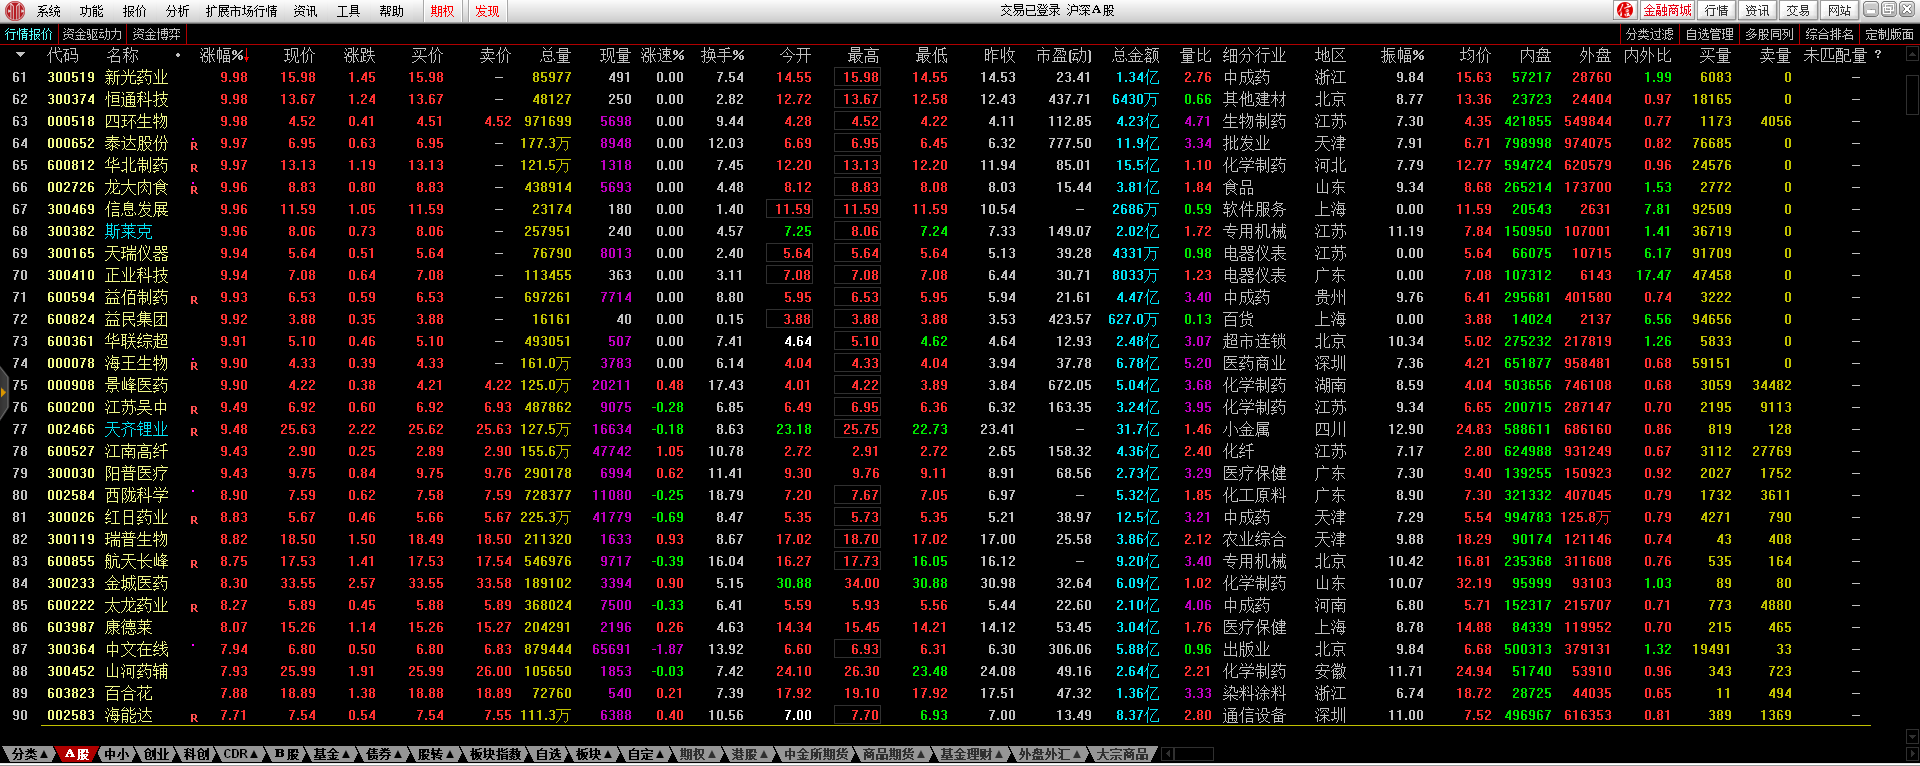 系统 功能 报价 分析 扩展市场行情 资讯 工具 帮助 期权 发现 交易已登录 沪深A股 信 金融商城 行情 资讯 交易 网站
行情报价 资金驱动力 资金博弈 分类过滤 自选管理 多股同列 综合排名 定制版面
代码 名称 涨幅%↓ 现价 涨跌 买价 卖价 总量 现量 涨速% 换手% 今开 最高 最低 昨收 市盈(动) 总金额 量比 细分行业 地区 振幅% 均价 内盘 外盘 内外比 买量 卖量 未匹配量 ?
61 300519 新光药业 9.98 15.98 1.45 15.98 — 85977 491 0.00 7.54 14.55 15.98 14.55 14.53 23.41 1.34亿 2.76 中成药 浙江 9.84 15.63 57217 28760 1.99 6083 0 —
62 300374 恒通科技 9.98 13.67 1.24 13.67 — 48127 250 0.00 2.82 12.72 13.67 12.58 12.43 437.71 6430万 0.66 其他建材 北京 8.77 13.36 23723 24404 0.97 18165 0 —
63 000518 四环生物 9.98 4.52 0.41 4.51 4.52 971699 5698 0.00 9.44 4.28 4.52 4.22 4.11 112.85 4.23亿 4.71 生物制药 江苏 7.30 4.35 421855 549844 0.77 1173 4056 —
64 000652 泰达股份 R 9.97 6.95 0.63 6.95 — 177.3万 8948 0.00 12.03 6.69 6.95 6.45 6.32 777.50 11.9亿 3.34 批发业 天津 7.91 6.71 798998 974075 0.82 76685 0 —
65 600812 华北制药 R 9.97 13.13 1.19 13.13 — 121.5万 1318 0.00 7.45 12.20 13.13 12.20 11.94 85.01 15.5亿 1.10 化学制药 河北 7.79 12.77 594724 620579 0.96 24576 0 —
66 002726 龙大肉食 R 9.96 8.83 0.80 8.83 — 438914 5693 0.00 4.48 8.12 8.83 8.08 8.03 15.44 3.81亿 1.84 食品 山东 9.34 8.68 265214 173700 1.53 2772 0 —
67 300469 信息发展 9.96 11.59 1.05 11.59 — 23174 180 0.00 1.40 11.59 11.59 11.59 10.54 — 2686万 0.59 软件服务 上海 0.00 11.59 20543 2631 7.81 92509 0 —
68 300382 斯莱克 9.96 8.06 0.73 8.06 — 257951 240 0.00 4.57 7.25 8.06 7.24 7.33 149.07 2.02亿 1.72 专用机械 江苏 11.19 7.84 150950 107001 1.41 36719 0 —
69 300165 天瑞仪器 9.94 5.64 0.51 5.64 — 76790 8013 0.00 2.40 5.64 5.64 5.64 5.13 39.28 4331万 0.98 电器仪表 江苏 0.00 5.64 66075 10715 6.17 91709 0 —
70 300410 正业科技 9.94 7.08 0.64 7.08 — 113455 363 0.00 3.11 7.08 7.08 7.08 6.44 30.71 8033万 1.23 电器仪表 广东 0.00 7.08 107312 6143 17.47 47458 0 —
71 600594 益佰制药 R 9.93 6.53 0.59 6.53 — 697261 7714 0.00 8.80 5.95 6.53 5.95 5.94 21.61 4.47亿 3.40 中成药 贵州 9.76 6.41 295681 401580 0.74 3222 0 —
72 600824 益民集团 9.92 3.88 0.35 3.88 — 16161 40 0.00 0.15 3.88 3.88 3.88 3.53 423.57 627.0万 0.13 百货 上海 0.00 3.88 14024 2137 6.56 94656 0 —
73 600361 华联综超 9.91 5.10 0.46 5.10 — 493051 507 0.00 7.41 4.64 5.10 4.62 4.64 12.93 2.48亿 3.07 超市连锁 北京 10.34 5.02 275232 217819 1.26 5833 0 —
74 000078 海王生物 R 9.90 4.33 0.39 4.33 — 161.0万 3783 0.00 6.14 4.04 4.33 4.04 3.94 37.78 6.78亿 5.20 医药商业 深圳 7.36 4.21 651877 958481 0.68 59151 0 —
75 000908 景峰医药 9.90 4.22 0.38 4.21 4.22 125.0万 20211 0.48 17.43 4.01 4.22 3.89 3.84 672.05 5.04亿 3.68 化学制药 湖南 8.59 4.04 503656 746108 0.68 3059 34482 —
76 600200 江苏吴中 R 9.49 6.92 0.60 6.92 6.93 487862 9075 -0.28 6.85 6.49 6.95 6.36 6.32 163.35 3.24亿 3.95 化学制药 江苏 9.34 6.65 200715 287147 0.70 2195 9113 —
77 002466 天齐锂业 R 9.48 25.63 2.22 25.62 25.63 127.5万 16634 -0.18 8.63 23.18 25.75 22.73 23.41 — 31.7亿 1.46 小金属 四川 12.90 24.83 588611 686160 0.86 819 128 —
78 600527 江南高纤 9.43 2.90 0.25 2.89 2.90 155.6万 47742 1.05 10.78 2.72 2.91 2.72 2.65 158.32 4.36亿 2.40 化纤 江苏 7.17 2.80 624988 931249 0.67 3112 27769 —
79 300030 阳普医疗 9.43 9.75 0.84 9.75 9.76 290178 6994 0.62 11.41 9.30 9.76 9.11 8.91 68.56 2.73亿 3.29 医疗保健 广东 7.30 9.40 139255 150923 0.92 2027 1752 —
80 002584 西陇科学 8.90 7.59 0.62 7.58 7.59 728377 11080 -0.25 18.79 7.20 7.67 7.05 6.97 — 5.32亿 1.85 化工原料 广东 8.90 7.30 321332 407045 0.79 1732 3611 —
81 300026 红日药业 R 8.83 5.67 0.46 5.66 5.67 225.3万 41779 -0.69 8.47 5.35 5.73 5.35 5.21 38.97 12.5亿 3.21 中成药 天津 7.29 5.54 994783 125.8万 0.79 4271 790 —
82 300119 瑞普生物 8.82 18.50 1.50 18.49 18.50 211320 1633 0.93 8.67 17.02 18.70 17.02 17.00 25.58 3.86亿 2.12 农业综合 天津 9.88 18.29 90174 121146 0.74 43 408 —
83 600855 航天长峰 R 8.75 17.53 1.41 17.53 17.54 546976 9717 -0.39 16.04 16.27 17.73 16.05 16.12 — 9.20亿 3.40 专用机械 北京 10.42 16.81 235368 311608 0.76 535 164 —
84 300233 金城医药 8.30 33.55 2.57 33.55 33.58 189102 3394 0.90 5.15 30.88 34.00 30.88 30.98 32.64 6.09亿 1.02 化学制药 山东 10.07 32.19 95999 93103 1.03 89 80 —
85 600222 太龙药业 R 8.27 5.89 0.45 5.88 5.89 368024 7500 -0.33 6.41 5.59 5.93 5.56 5.44 22.60 2.10亿 4.06 中成药 河南 6.80 5.71 152317 215707 0.71 773 4880 —
86 603987 康德莱 8.07 15.26 1.14 15.26 15.27 204291 2196 0.26 4.63 14.34 15.45 14.21 14.12 53.45 3.04亿 1.76 医疗保健 上海 8.78 14.88 84339 119952 0.70 215 465 —
87 300364 中文在线 7.94 6.80 0.50 6.80 6.83 879444 65691 -1.87 13.92 6.60 6.93 6.31 6.30 306.06 5.88亿 0.96 出版业 北京 9.84 6.68 500313 379131 1.32 19491 33 —
88 300452 山河药辅 7.93 25.99 1.91 25.99 26.00 105650 1853 -0.03 7.42 24.10 26.30 23.48 24.08 49.16 2.64亿 2.21 化学制药 安徽 11.71 24.94 51740 53910 0.96 343 723 —
89 603823 百合花 7.88 18.89 1.38 18.88 18.89 72760 540 0.21 7.39 17.92 19.10 17.92 17.51 47.32 1.36亿 3.33 染料涂料 浙江 6.74 18.72 28725 44035 0.65 11 494 —
90 002583 海能达 R 7.71 7.54 0.54 7.54 7.55 111.3万 6388 0.40 10.56 7.00 7.70 6.93 7.00 13.49 8.37亿 2.80 通信设备 深圳 11.00 7.52 496967 616353 0.81 389 1369 —
分类▲ A股 中小 创业 科创 CDR▲ B股 基金▲ 债券▲ 股转▲ 板块指数 自选 板块▲ 自定▲ 期权▲ 港股▲ 中金所期货 商品期货▲ 基金理财▲ 外盘外汇▲ 大宗商品